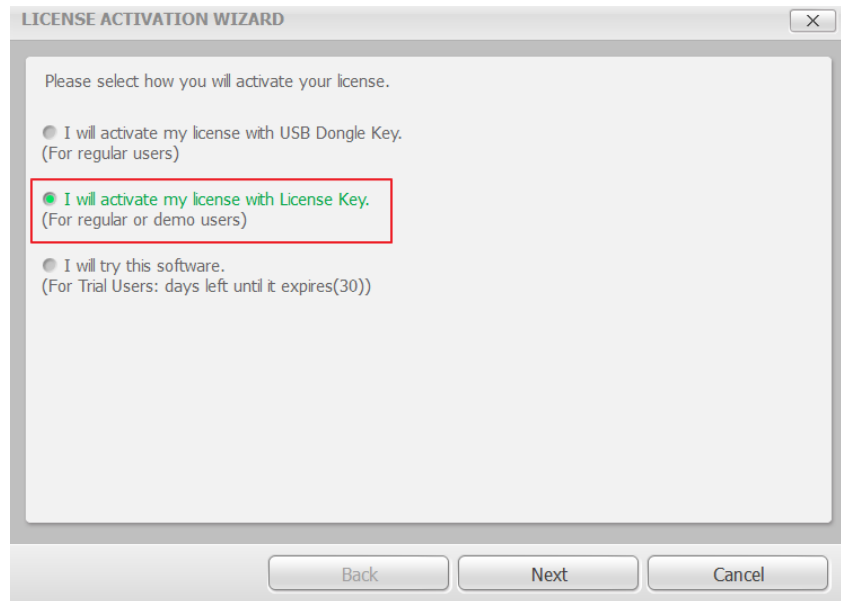 LICENSE ACTIVATION WIZARD
Please select how you will activate your license.
I will activate my license with USB Dongle Key.
(For regular users)
I will activate my license with License Key.
(For regular or demo users)
I will try this software.
(For Trial Users: days left until it expires(30))
Back Next Cancel